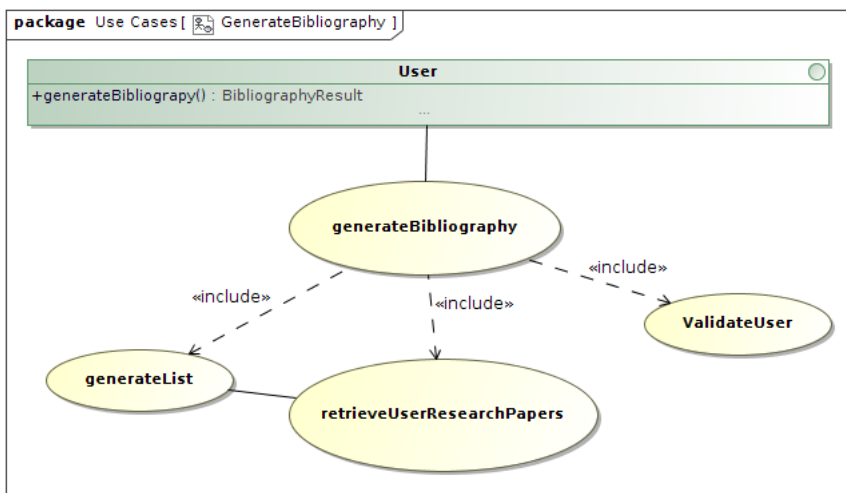 package Use Cases [ GenerateBibliography ]
User
+generateBibliograpy() : BibliographyResult
...
generateBibliography
«include»
«include»
«include»
ValidateUser
generateList
retrieveUserResearchPapers